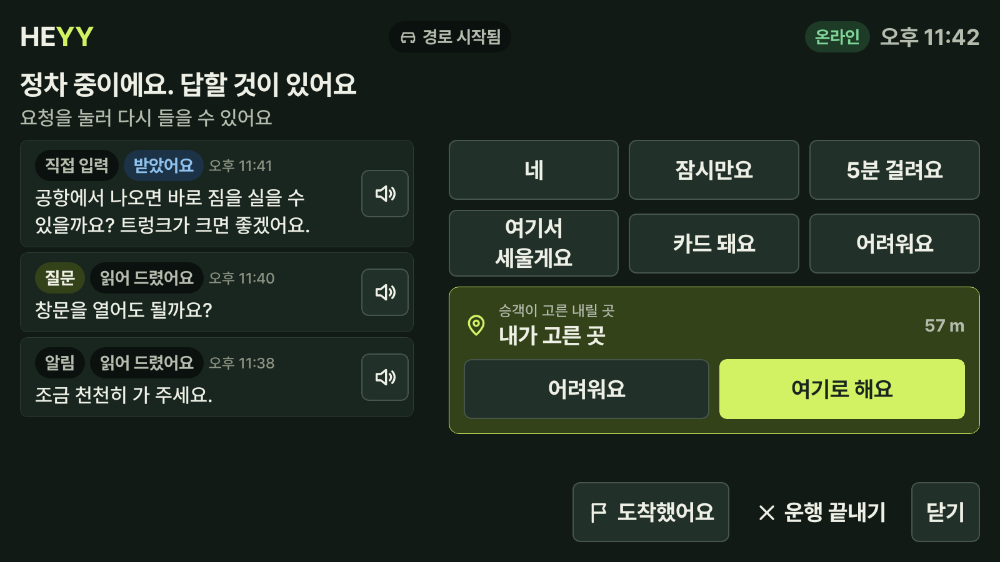 HEYY
경로 시작됨
온라인
오후 11:42
정차 중이에요. 답할 것이 있어요
요청을 눌러 다시 들을 수 있어요
직접 입력
받았어요
오후 11:41
공항에서 나오면 바로 짐을 실을 수
있을까요? 트렁크가 크면 좋겠어요.
질문
읽어 드렸어요
오후 11:40
창문을 열어도 될까요?
알림
읽어 드렸어요
오후 11:38
조금 천천히 가 주세요.
네
잠시만요
5분 걸려요
여기서
세울게요
카드 돼요
어려워요
승객이 고른 내릴 곳
내가 고른 곳
57 m
어려워요
여기로 해요
도착했어요
운행 끝내기
닫기